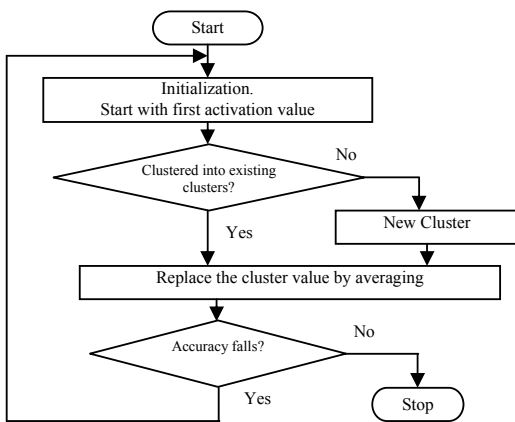 Start
Initialization.
Start with first activation value
Clustered into existing
clusters?
No
New Cluster
Yes
Replace the cluster value by averaging
Accuracy falls?
No
Yes
Stop